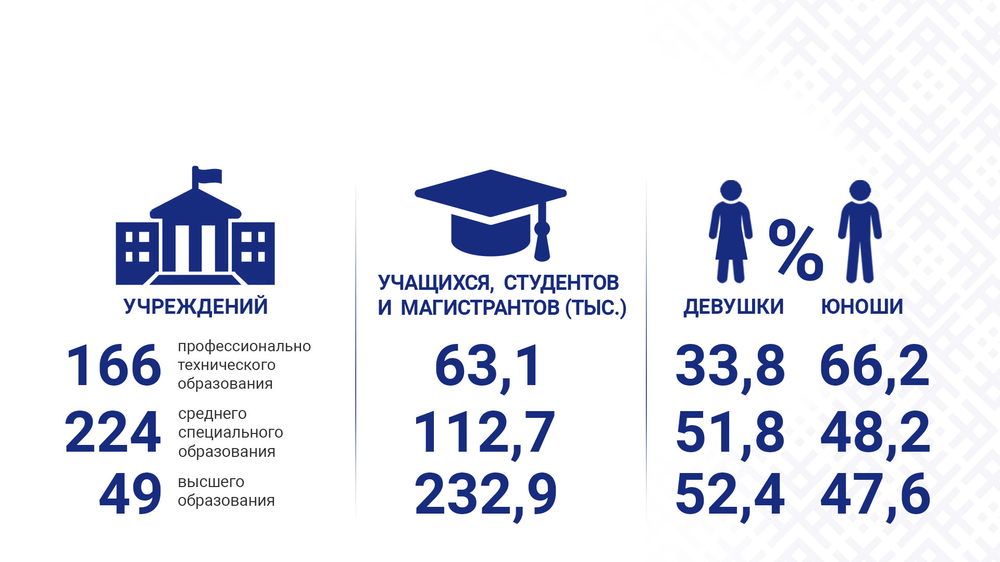 УЧРЕЖДЕНИЙ
166
профессионально
технического
образования
224
среднего
специального
образования
49
высшего
образования
УЧАЩИХСЯ, СТУДЕНТОВ
И МАГИСТРАНТОВ (ТЫС.)
63,1
112,7
232,9
%
ДЕВУШКИ ЮНОШИ
33,8 66,2
51,8 48,2
52,4 47,6